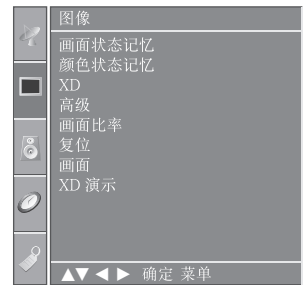 图像
画面状态记忆
颜色状态记忆
XD
高级
画面比率
复位
画面
XD 演示
▲▼◀▶ 确定 菜单